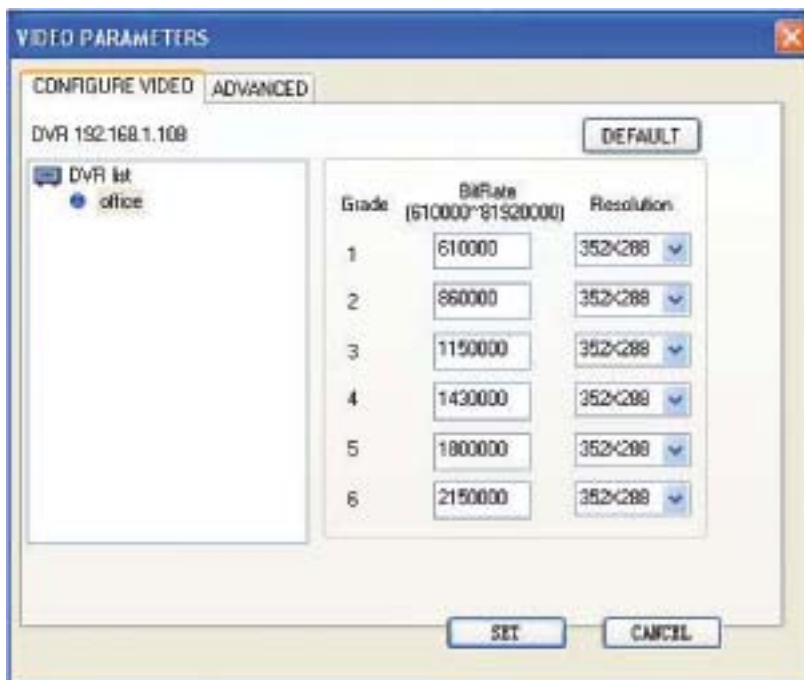 VIDEO PARAMETERS
CONFIGURE VIDEO ADVANCED
DVR 192.168.1.108 DEFAULT
DVR list
office
Grade BitRate (610000~81920000) Resolution
1 610000 352X288
2 860000 352X288
3 1150000 352X288
4 1430000 352X288
5 1800000 352X288
6 2150000 352X288
SET CANCEL